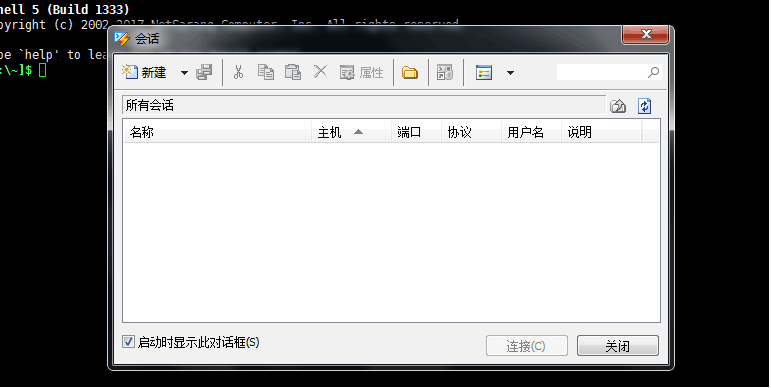 hell 5 (Build 1333)
pyright (c) 2002-2017 NetSarang Computer, Inc. All rights reserved.
pe `help' to lea
:\~]$
会话
新建
属性
所有会话
名称 主机 端口 协议 用户名 说明
启动时显示此对话框(S)
连接(C)
关闭